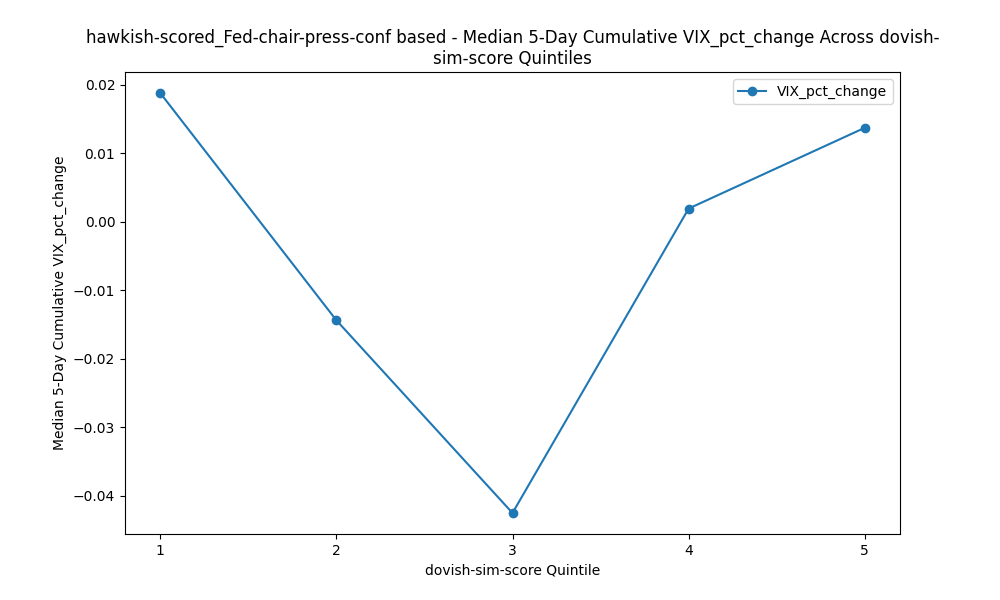 hawkish-scored_Fed-chair-press-conf based - Median 5-Day Cumulative VIX_pct_change Across dovish-
sim-score Quintiles
VIX_pct_change
0.02
0.01
0.00
−0.01
−0.02
−0.03
−0.04
Median 5-Day Cumulative VIX_pct_change
1
2
3
4
5
dovish-sim-score Quintile